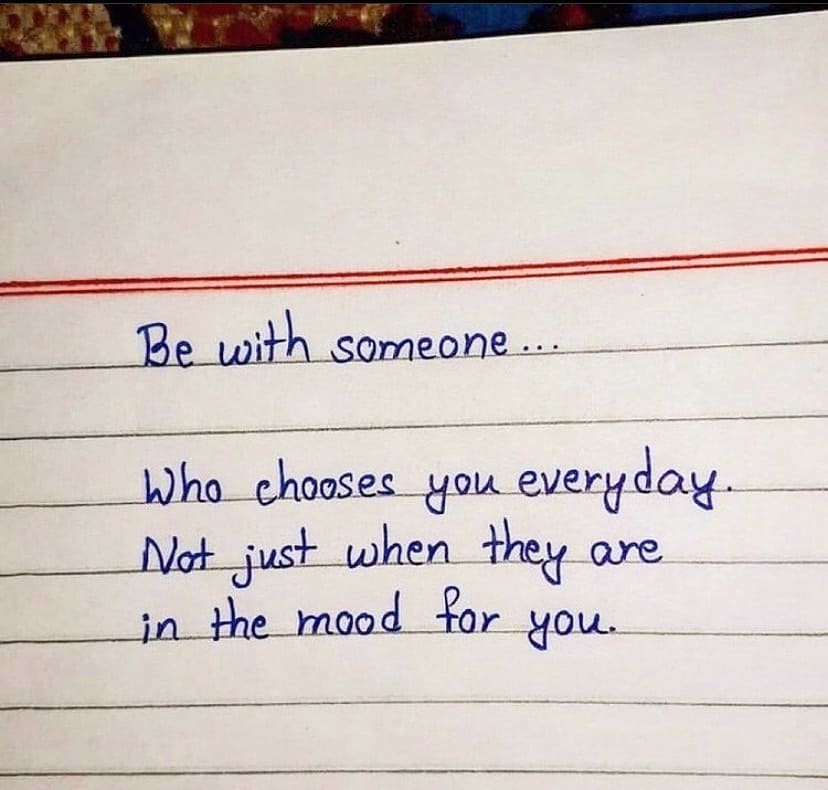 Be with someone...
Who chooses you everyday.
Not just when they are
in the mood for you.